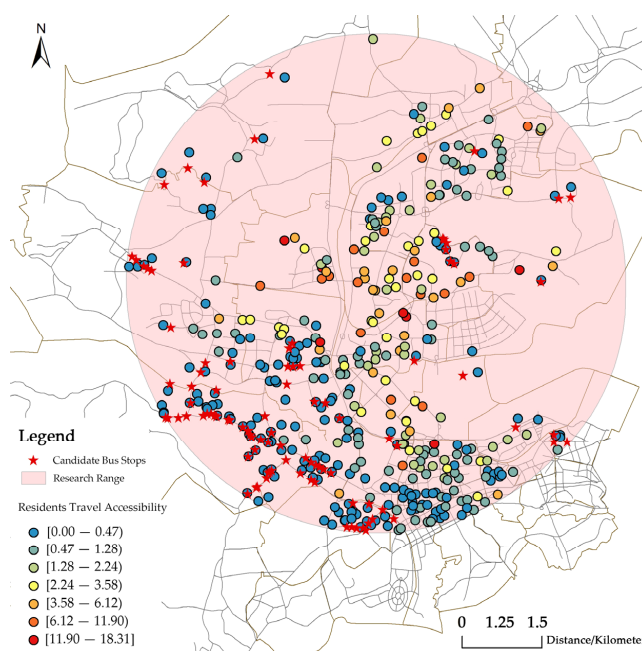 N
Legend
Candidate Bus Stops
Research Range
Residents Travel Accessibility
[0.00 — 0.47)
[0.47 — 1.28)
[1.28 — 2.24)
[2.24 — 3.58)
[3.58 — 6.12)
[6.12 — 11.90)
[11.90 — 18.31]
0 1.25 1.5
Distance/Kilomete